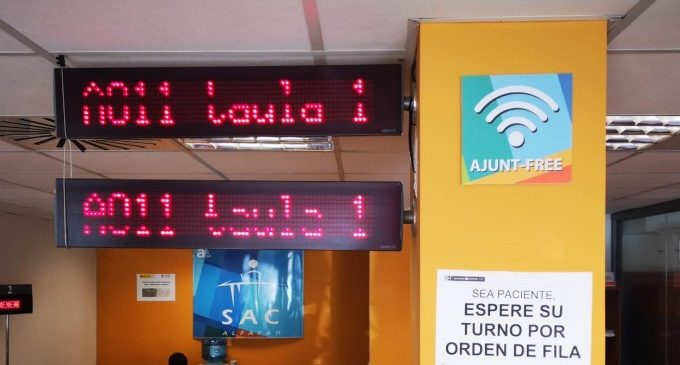 A011 taula 1
A011 taula 1
AJUNT-FREE
SAC
ALFAFAR
2
***
SEA PACIENTE,
ESPERE SU
TURNO POR
ORDEN DE FILA